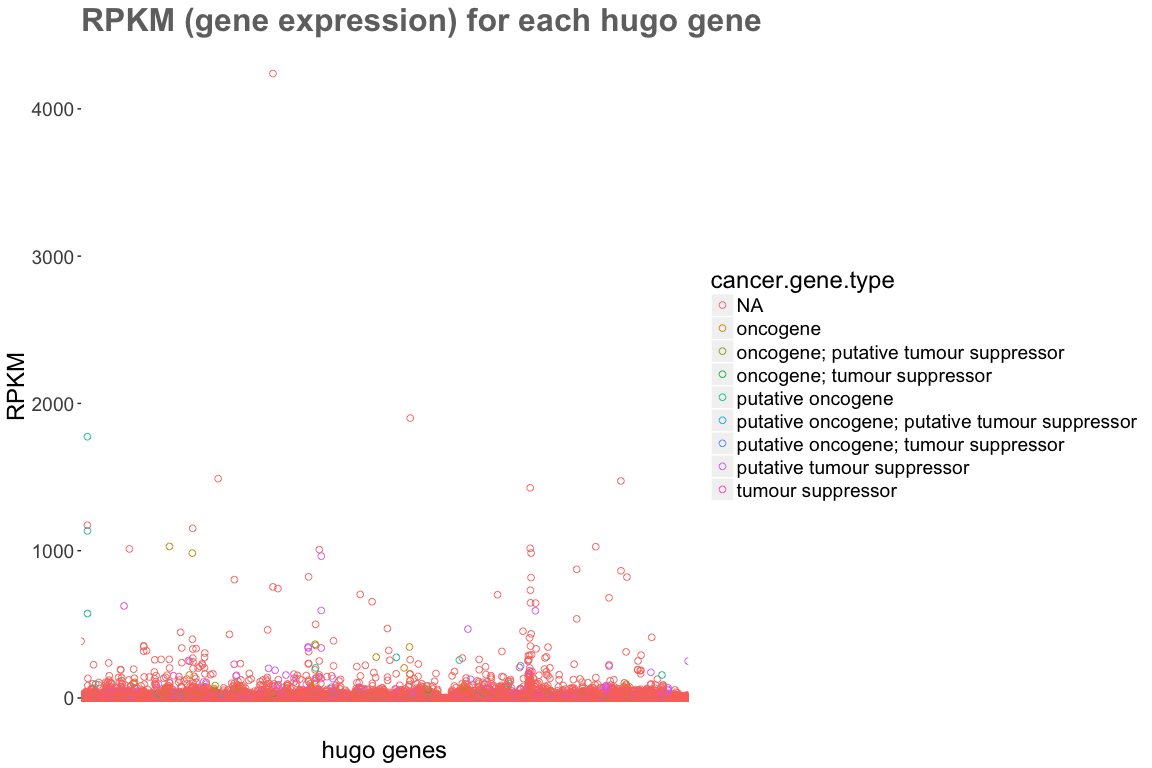 RPKM (gene expression) for each hugo gene
4000
3000
2000
1000
0
RPKM
hugo genes
cancer.gene.type
NA
oncogene
oncogene; putative tumour suppressor
oncogene; tumour suppressor
putative oncogene
putative oncogene; putative tumour suppressor
putative oncogene; tumour suppressor
putative tumour suppressor
tumour suppressor